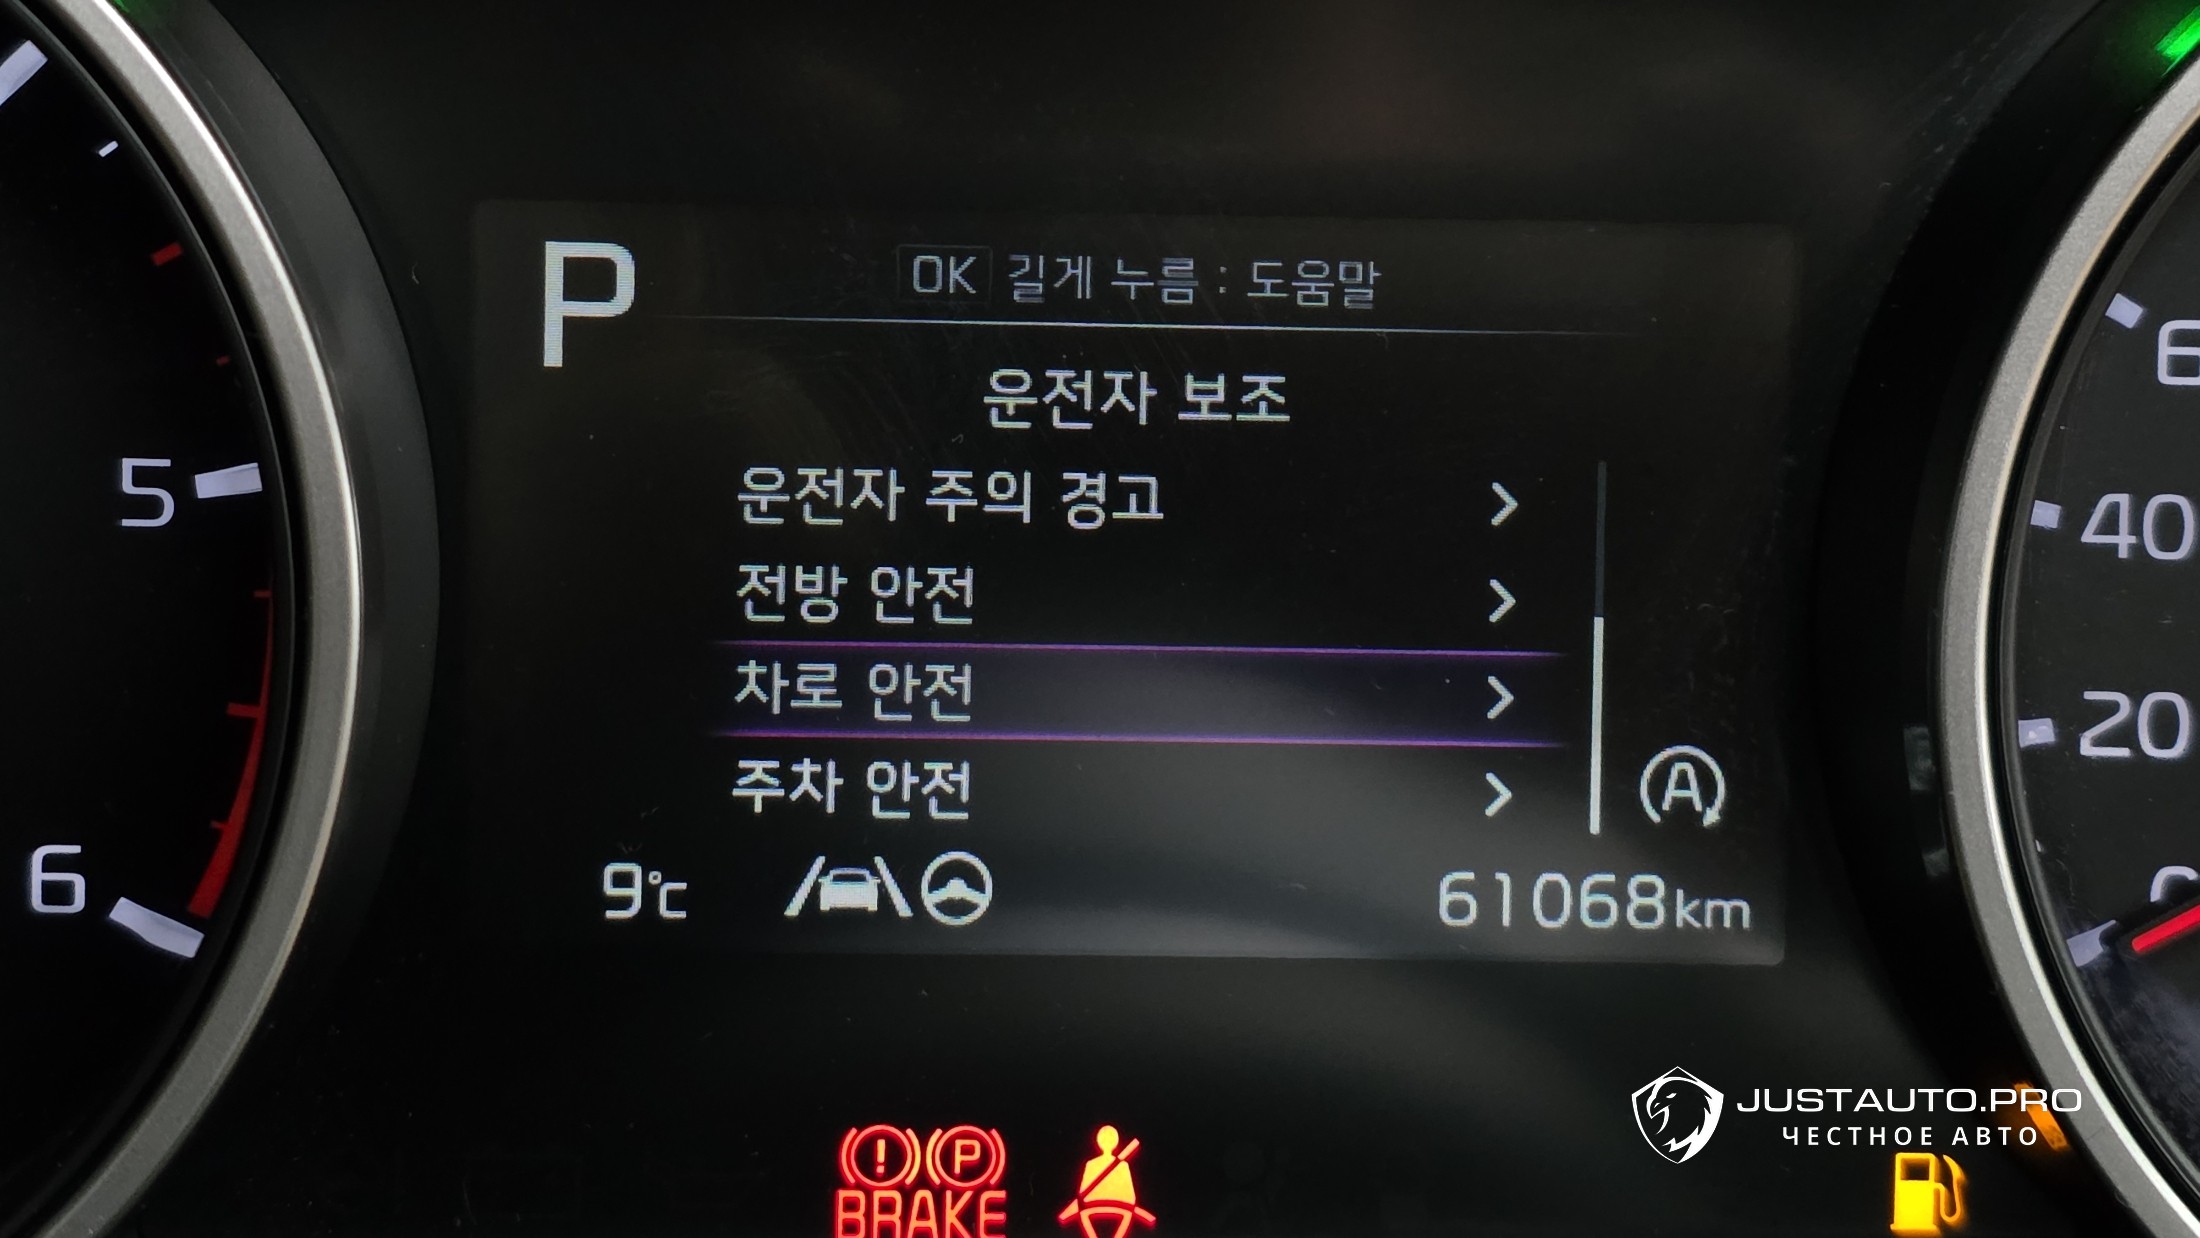 P
OK 길게 누름 : 도움말
운전자 보조
운전자 주의 경고
전방 안전
차로 안전
주차 안전
A
9℃
61068km
5
6
6
40
20
0
JUSTAUTO.PRO
ЧЕСТНОЕ АВТО
! P
BRAKE